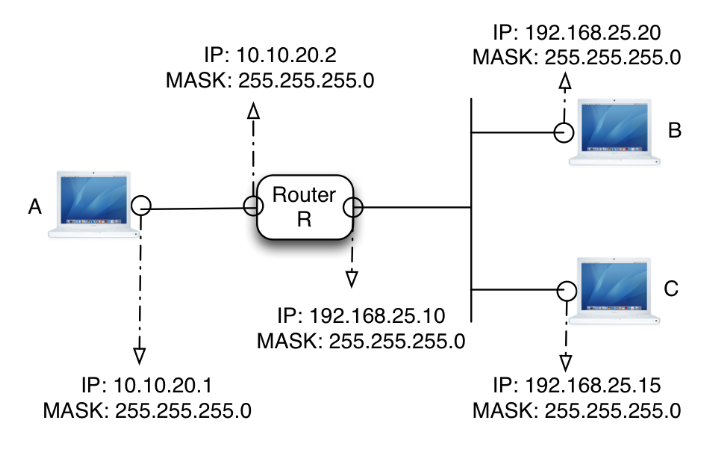 IP: 192.168.25.20
MASK: 255.255.255.0
IP: 10.10.20.2
MASK: 255.255.255.0
B
Router
R
A
C
IP: 192.168.25.10
MASK: 255.255.255.0
IP: 10.10.20.1
MASK: 255.255.255.0
IP: 192.168.25.15
MASK: 255.255.255.0